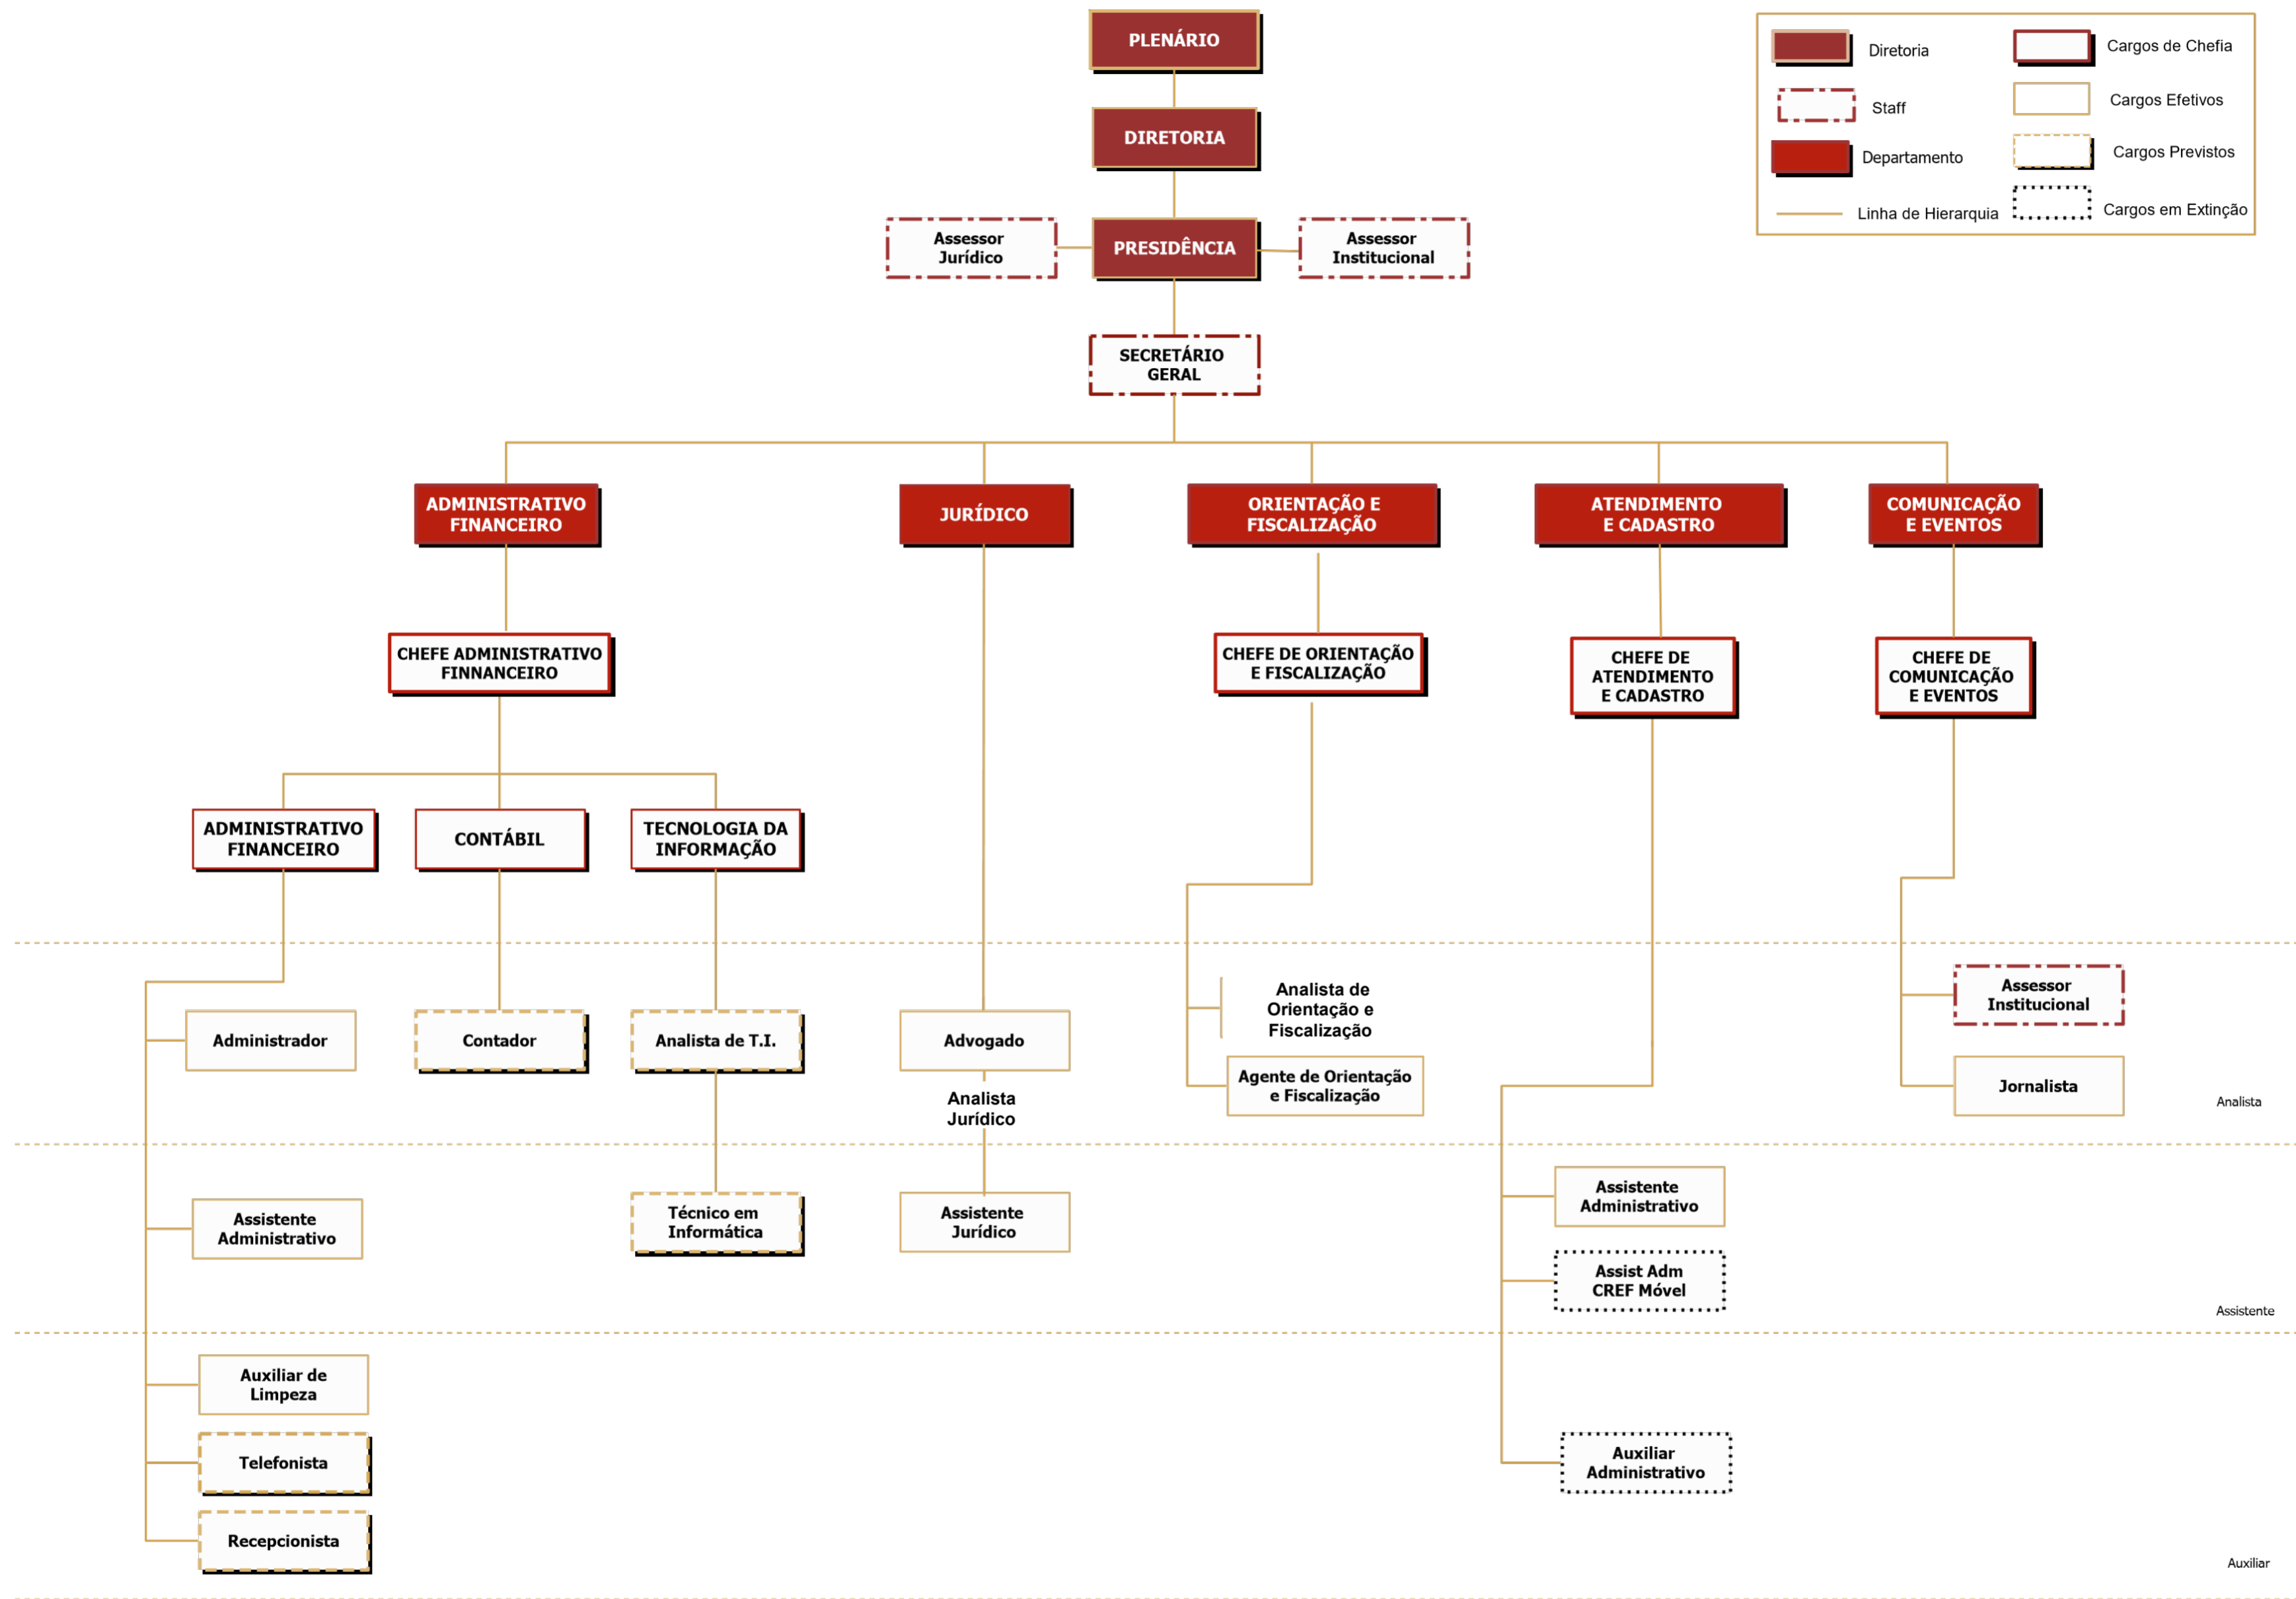 PLENÁRIO
DIRETORIA
Assessor
Jurídico
PRESIDÊNCIA
Assessor
Institucional
SECRETÁRIO
GERAL
Diretoria
Cargos de Chefia
Staff
Cargos Efetivos
Departamento
Cargos Previstos
Linha de Hierarquia
Cargos em Extinção
ADMINISTRATIVO
FINANCEIRO
JURÍDICO
ORIENTAÇÃO E
FISCALIZAÇÃO
ATENDIMENTO
E CADASTRO
COMUNICAÇÃO
E EVENTOS
CHEFE ADMINISTRATIVO
FINNANCEIRO
CHEFE DE ORIENTAÇÃO
E FISCALIZAÇÃO
CHEFE DE
ATENDIMENTO
E CADASTRO
CHEFE DE
COMUNICAÇÃO
E EVENTOS
ADMINISTRATIVO
FINANCEIRO
CONTÁBIL
TECNOLOGIA DA
INFORMAÇÃO
Administrador
Contador
Analista de T.I.
Advogado
Analista
Jurídico
Analista de
Orientação e
Fiscalização
Agente de Orientação
e Fiscalização
Assessor
Institucional
Jornalista
Analista
Assistente
Administrativo
Técnico em
Informática
Assistente
Jurídico
Assistente
Administrativo
Assist Adm
CREF Móvel
Assistente
Auxiliar de
Limpeza
Telefonista
Recepcionista
Auxiliar
Administrativo
Auxiliar